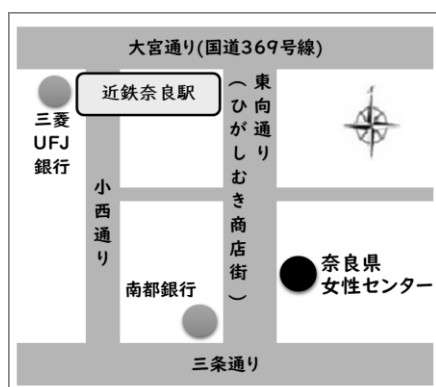 大宮通り(国道369号線)
近鉄奈良駅
三菱
UFJ
銀行
小西通り
東向通り
(ひがしむき商店街)
南都銀行
奈良県
女性センター
三条通り